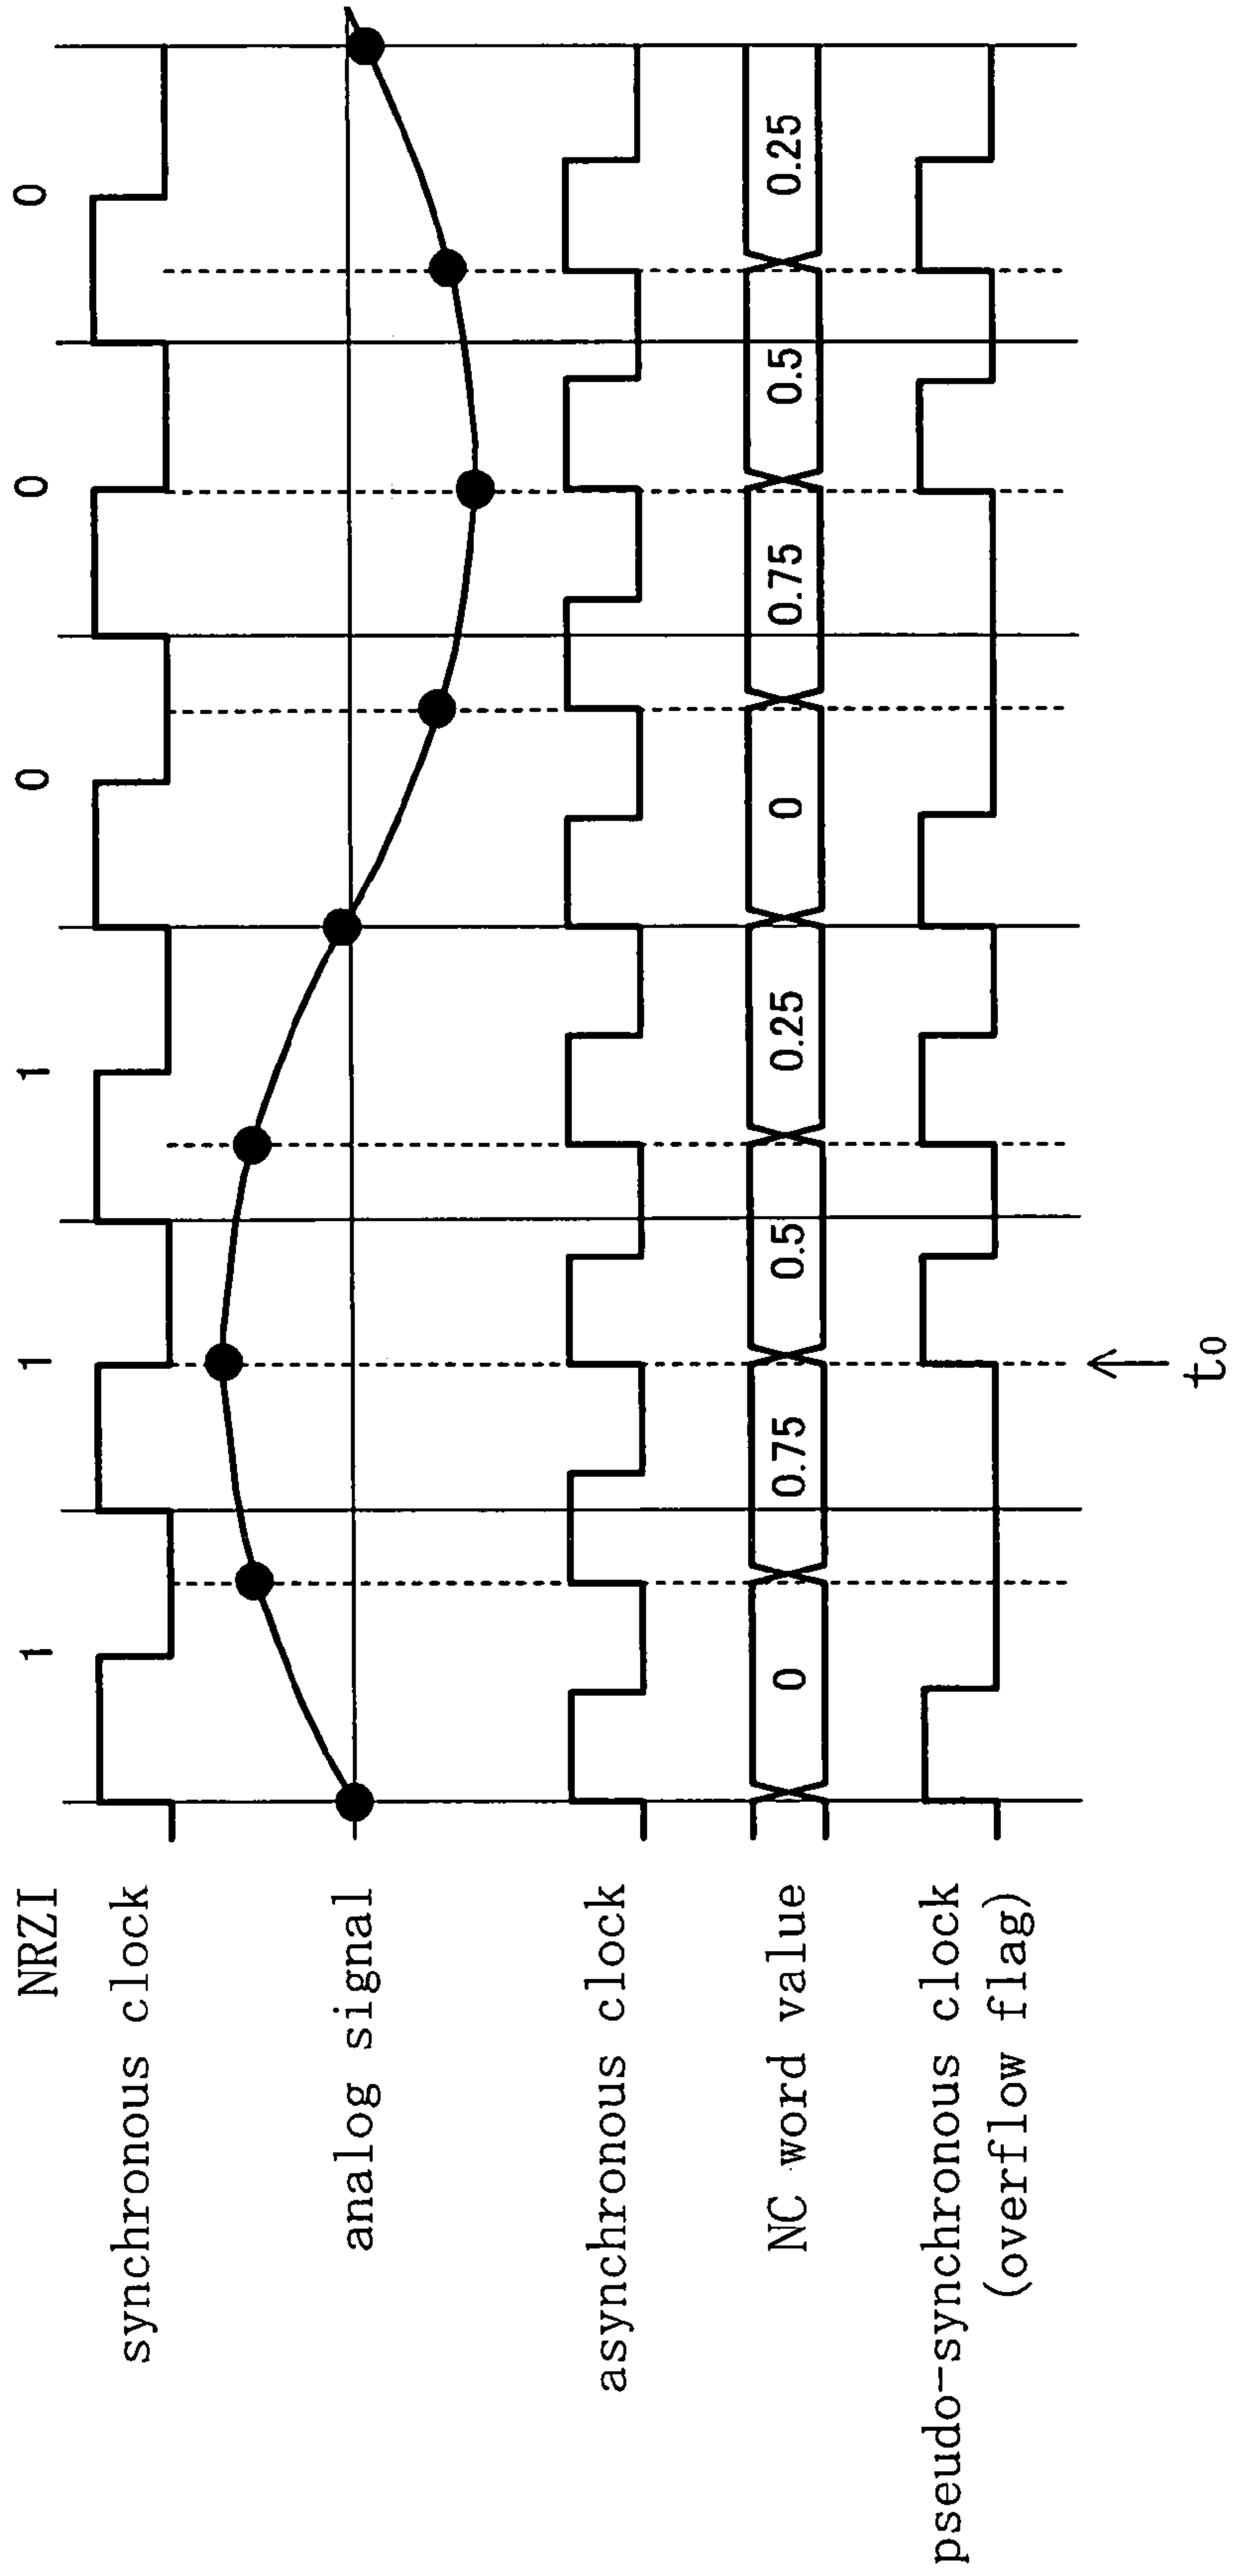 NRZI 1 1 1 0 0 0
synchronous clock
analog signal
asynchronous clock
NC word value 0 0.75 0.5 0.25 0 0.75 0.5 0.25
pseudo-synchronous clock
(overflow flag)
t0